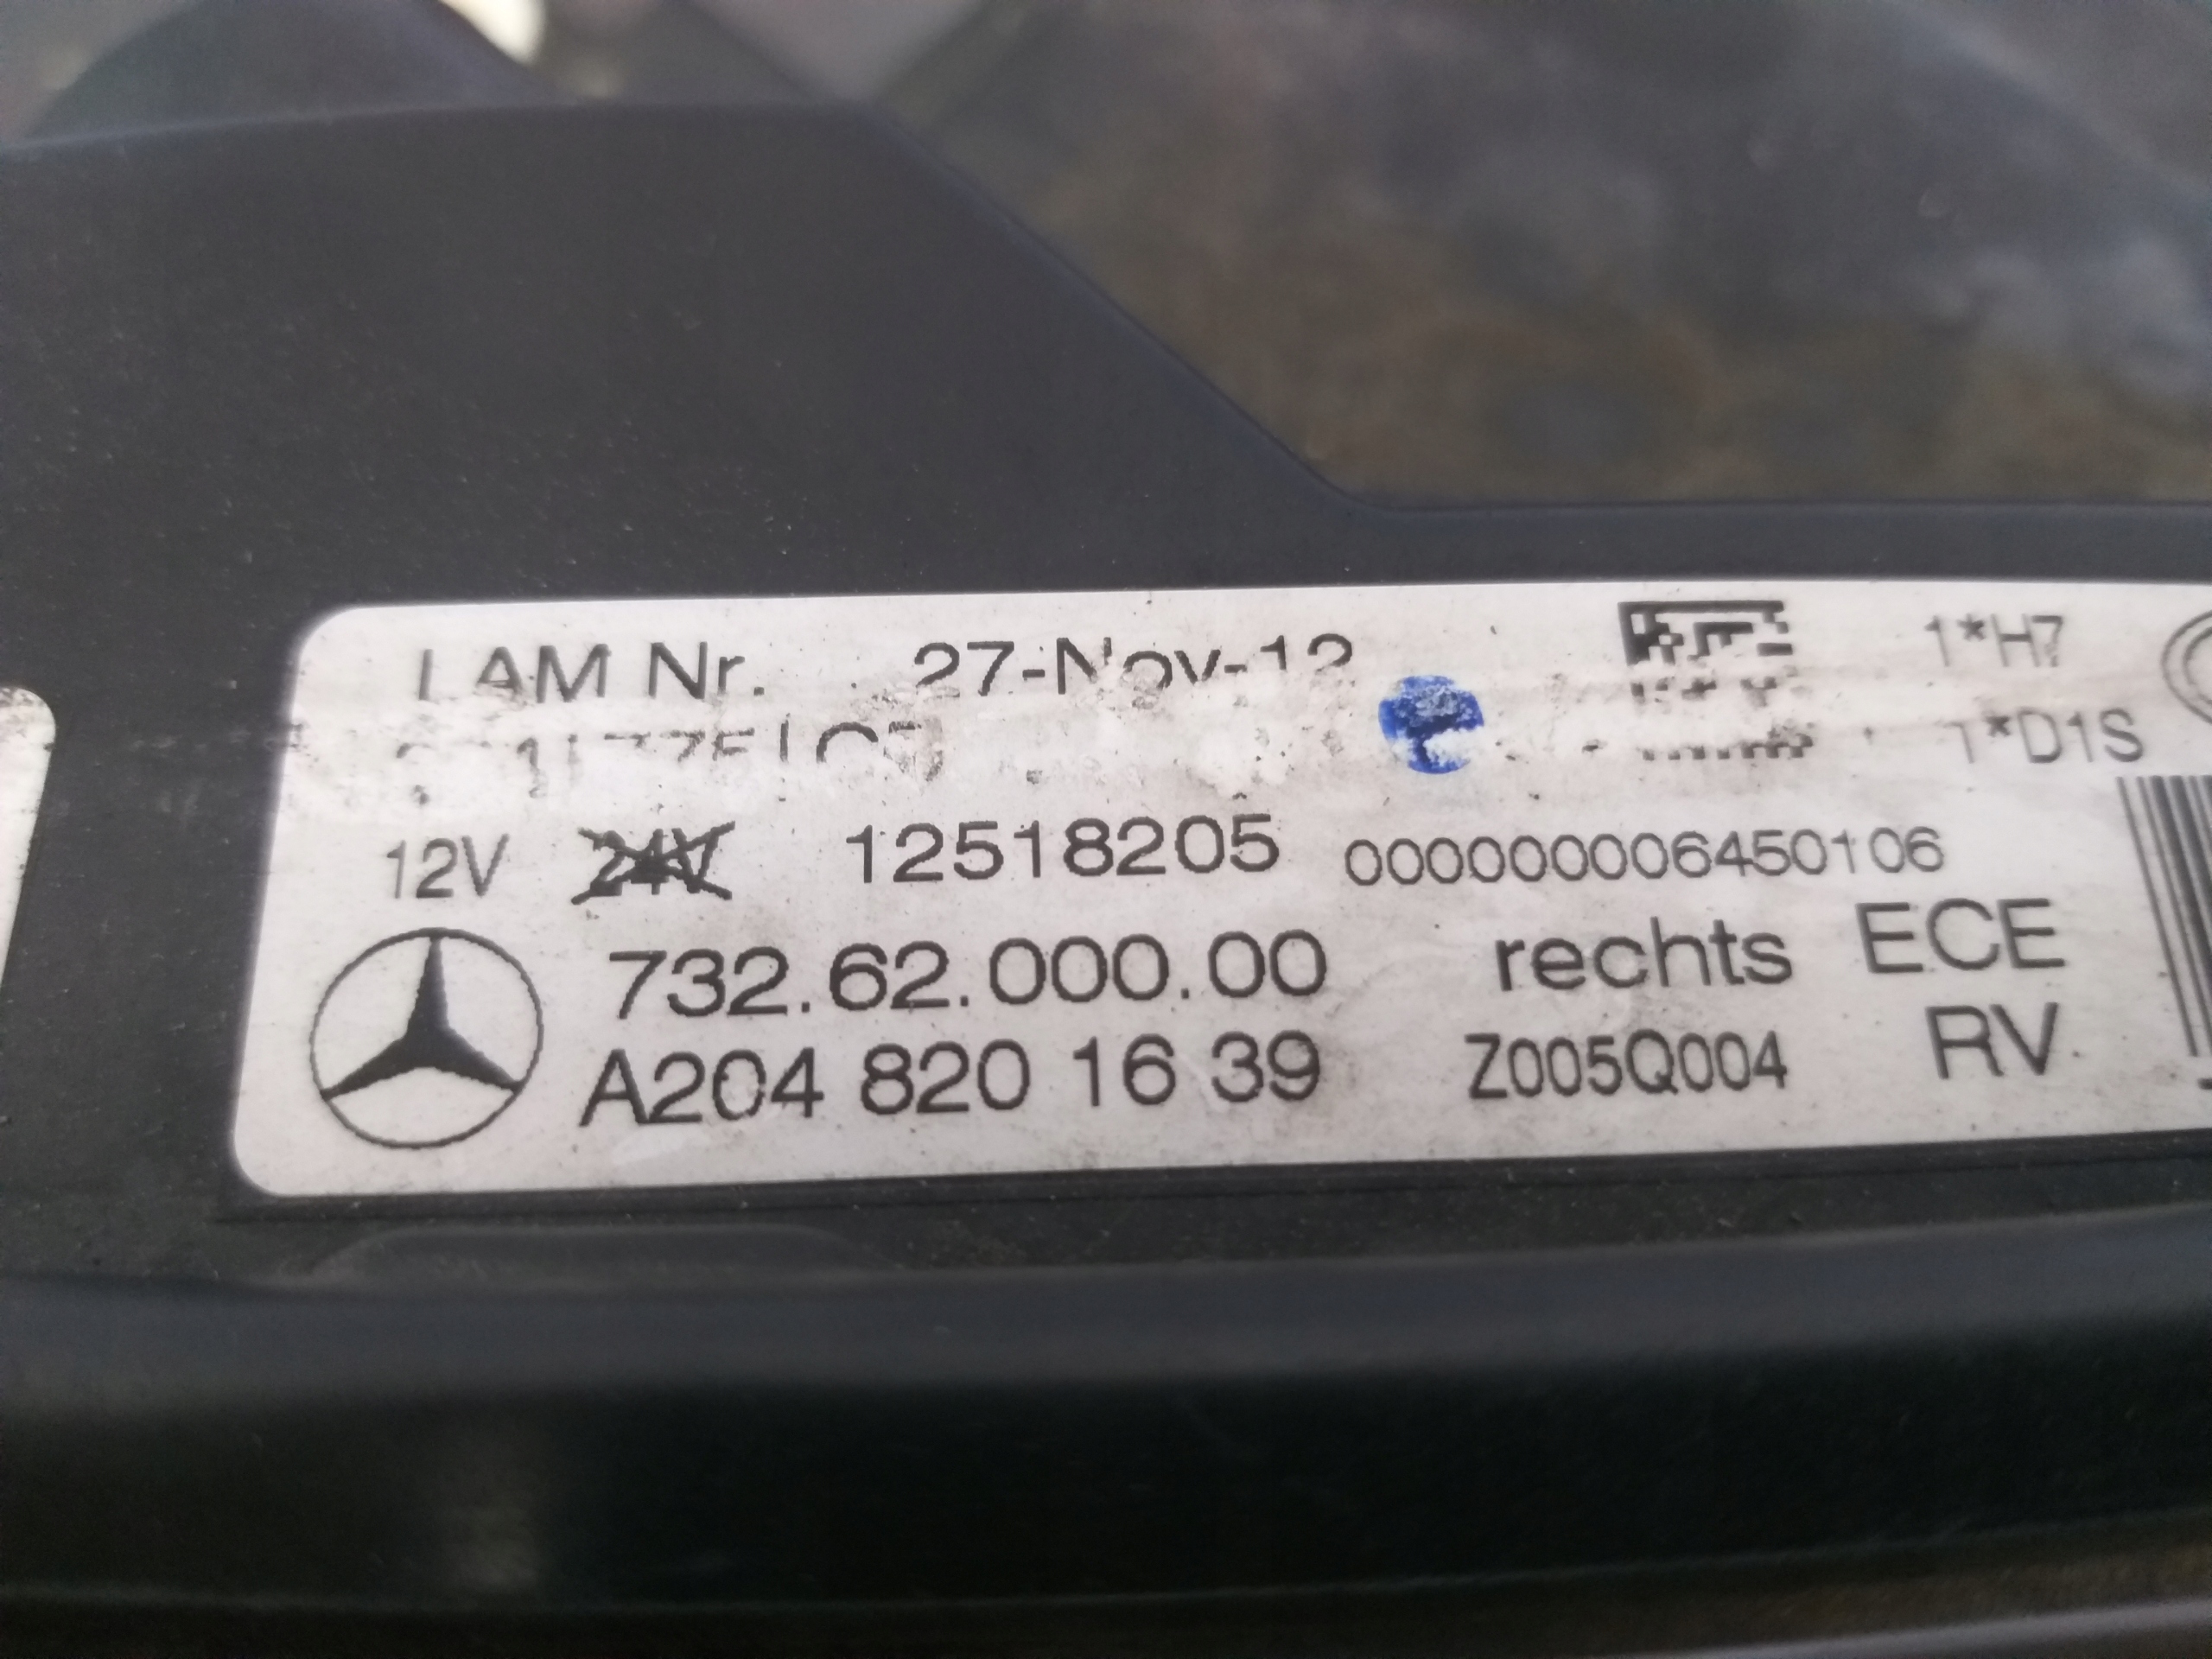 LAM Nr. 27-Nov-12 1*H7
1*D1S
12V 24V 12518205 0000000006450106
732.62.000.00 rechts ECE
A204 820 16 39 Z005Q004 RV